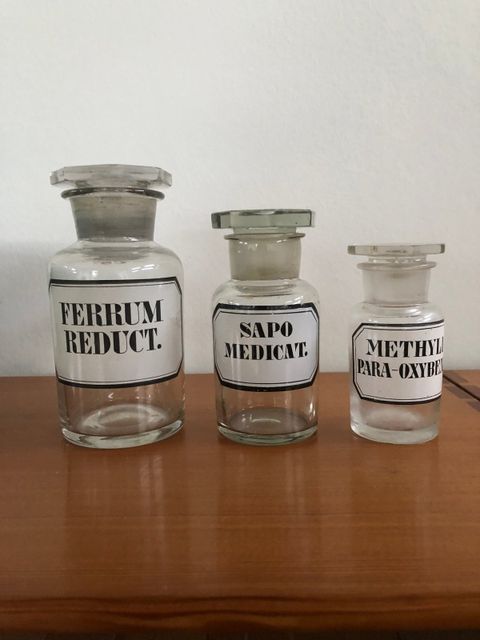 FERRUM
REDUCT.
SAPO
MEDICAT.
METHYL
PARA-OXYBE